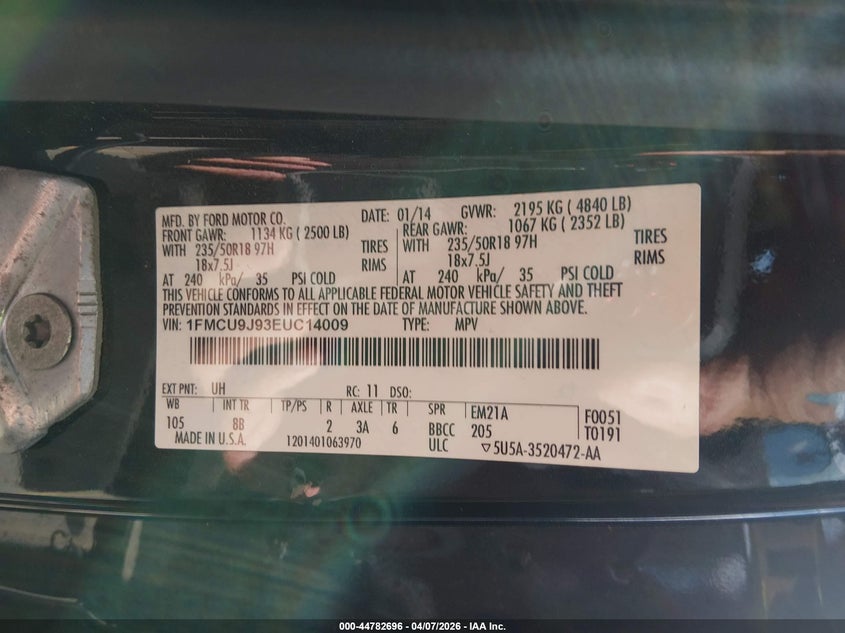 MFD. BY FORD MOTOR CO. DATE: 01/14 GVWR: 2195 KG ( 4840 LB)
FRONT GAWR: 1134 KG ( 2500 LB) REAR GAWR: 1067 KG ( 2352 LB)
WITH 235/50R18 97H TIRES WITH 235/50R18 97H TIRES
18x7.5J RIMS 18x7.5J RIMS
AT 240 kPa/ 35 PSI COLD AT 240 kPa/ 35 PSI COLD
THIS VEHICLE CONFORMS TO ALL APPLICABLE FEDERAL MOTOR VEHICLE SAFETY AND THEFT
PREVENTION STANDARDS IN EFFECT ON THE DATE OF MANUFACTURE SHOWN ABOVE.
VIN: 1FMCU9J93EUC14009 TYPE: MPV
EXT PNT: UH RC: 11 DSO:
WB INT TR TP/PS R AXLE TR SPR EM21A F0051
105 8B 2 3A 6 BBCC 205 T0191
MADE IN U.S.A. 1201401063970 ULC ▽5U5A-3520472-AA
000-44782696 - 04/07/2026 - IAA Inc.